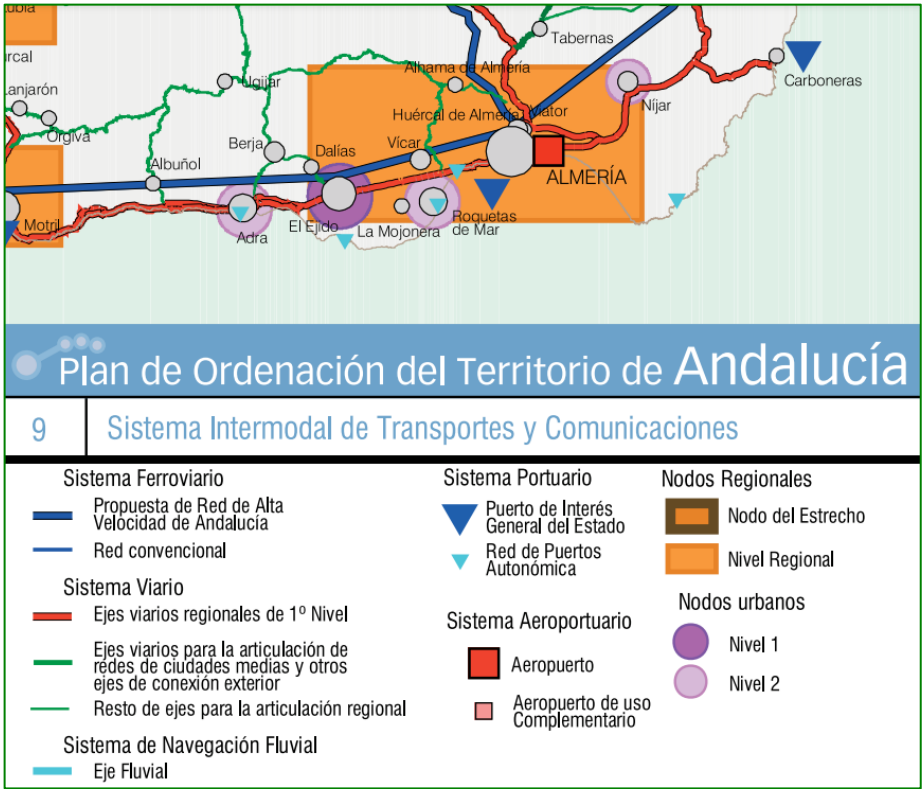 ubia
Tabernas
urcal
Alhama de Almería
Carboneras
Lanjarón
Ugijar
Níjar
Huércal de Almería
Viator
Órgiva
Berja
Vícar
Dalías
Albuñol
ALMERÍA
Motril
Adra
El Ejido
La Mojonera
Roquetas
de Mar
Plan de Ordenación del Territorio de Andalucía
9
Sistema Intermodal de Transportes y Comunicaciones
Sistema Ferroviario
Propuesta de Red de Alta
Velocidad de Andalucía
Red convencional
Sistema Viario
Ejes viarios regionales de 1º Nivel
Ejes viarios para la articulación de
redes de ciudades medias y otros
ejes de conexión exterior
Resto de ejes para la articulación regional
Sistema de Navegación Fluvial
Eje Fluvial
Sistema Portuario
Puerto de Interés
General del Estado
Red de Puertos
Autonómica
Sistema Aeroportuario
Aeropuerto
Aeropuerto de uso
Complementario
Nodos Regionales
Nodo del Estrecho
Nivel Regional
Nodos urbanos
Nivel 1
Nivel 2